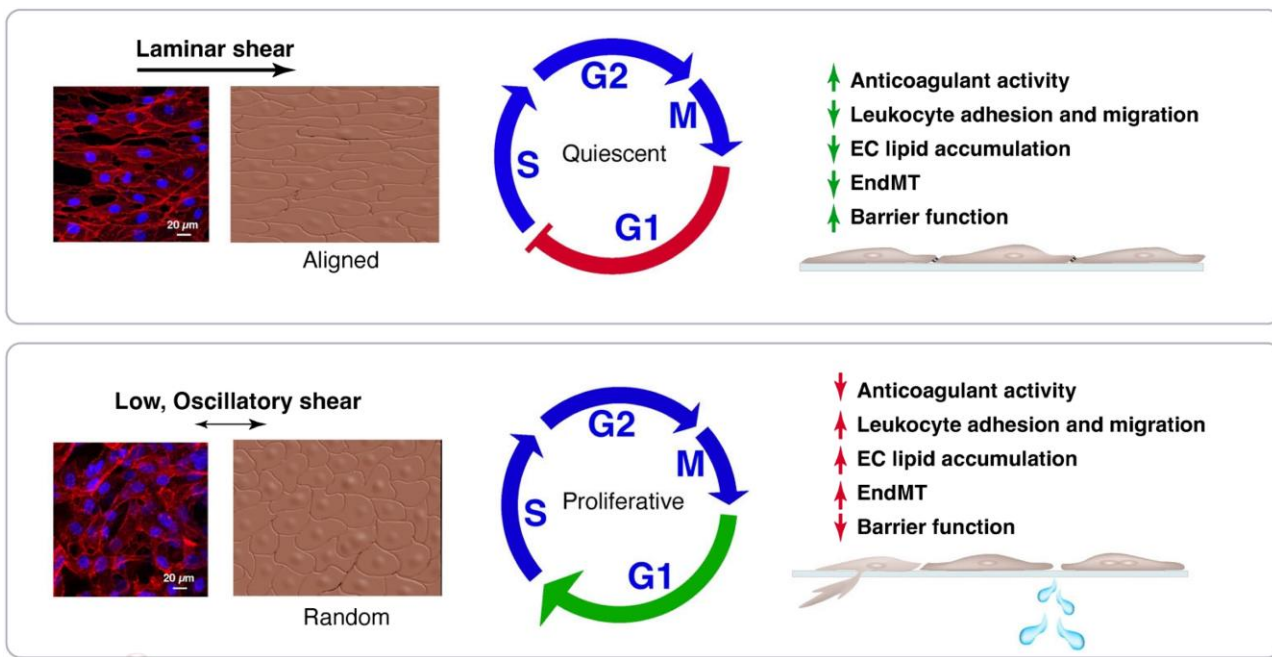 Laminar shear
20 µm
Aligned
G2
M
S
Quiescent
G1
Anticoagulant activity
Leukocyte adhesion and migration
EC lipid accumulation
EndMT
Barrier function
Low, Oscillatory shear
20 µm
Random
G2
M
S
Proliferative
G1
Anticoagulant activity
Leukocyte adhesion and migration
EC lipid accumulation
EndMT
Barrier function